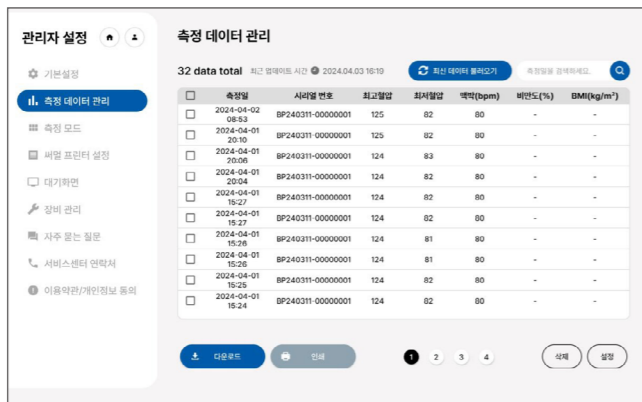 관리자 설정
기본설정
측정 데이터 관리
측정 모드
써멀 프린터 설정
대기화면
장비 관리
자주 묻는 질문
서비스센터 연락처
이용약관/개인정보 동의
측정 데이터 관리
32 data total 최근 업데이트 시간 2024.04.03 16:19 최신 데이터 불러오기 측정일을 검색하세요.
측정일 시리얼 번호 최고혈압 최저혈압 맥박(bpm) 비만도(%) BMI(kg/m²)
2024-04-02 08:53 BP240311-00000001 125 82 80 - -
2024-04-01 20:10 BP240311-00000001 125 82 80 - -
2024-04-01 20:06 BP240311-00000001 124 83 80 - -
2024-04-01 20:04 BP240311-00000001 124 82 80 - -
2024-04-01 15:27 BP240311-00000001 124 82 80 - -
2024-04-01 15:27 BP240311-00000001 124 82 80 - -
2024-04-01 15:26 BP240311-00000001 124 81 80 - -
2024-04-01 15:26 BP240311-00000001 124 81 80 - -
2024-04-01 15:25 BP240311-00000001 124 82 80 - -
2024-04-01 15:24 BP240311-00000001 124 82 80 - -
다운로드 인쇄 1 2 3 4 삭제 설정